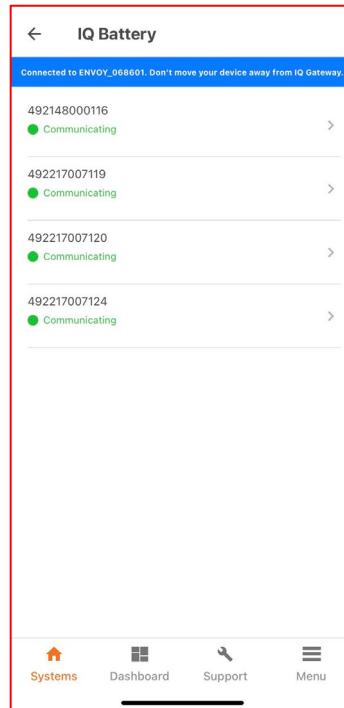 IQ Battery
Connected to ENVOY_068601. Don't move your device away from IQ Gateway.
492148000116
Communicating
492217007119
Communicating
492217007120
Communicating
492217007124
Communicating
Systems Dashboard Support Menu